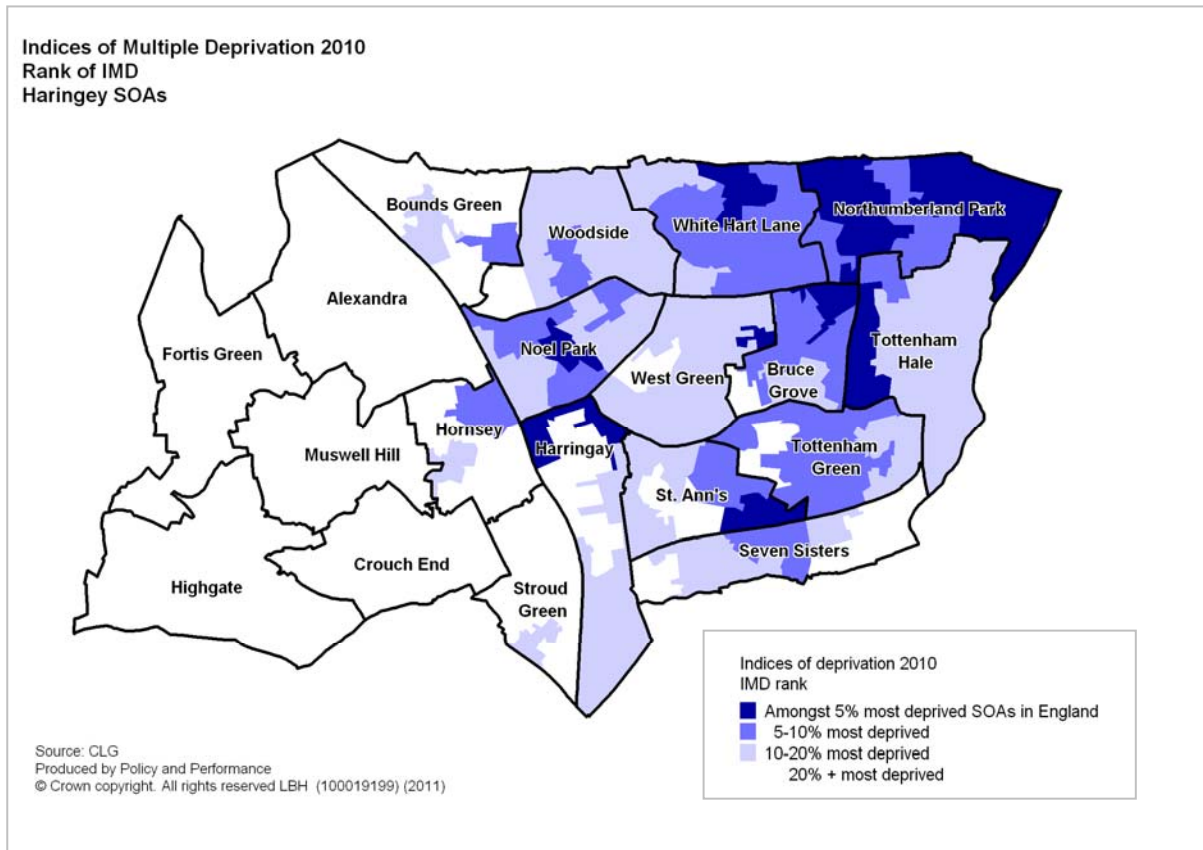 Indices of Multiple Deprivation 2010
Rank of IMD
Haringey SOAs
Bounds Green
Woodside
White Hart Lane
Northumberland Park
Alexandra
Fortis Green
Noel Park
West Green
Bruce
Grove
Tottenham
Hale
Muswell Hill
Hornsey
Harringay
Tottenham
Green
St. Ann's
Seven Sisters
Highgate
Crouch End
Stroud
Green
Indices of deprivation 2010
IMD rank
Amongst 5% most deprived SOAs in England
5-10% most deprived
10-20% most deprived
20% + most deprived
Source: CLG
Produced by Policy and Performance
© Crown copyright. All rights reserved LBH (100019199) (2011)